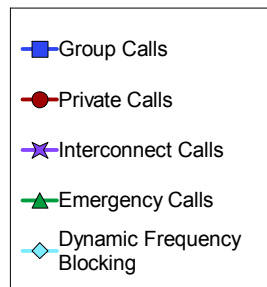 Group Calls
Private Calls
Interconnect Calls
Emergency Calls
Dynamic Frequency
Blocking